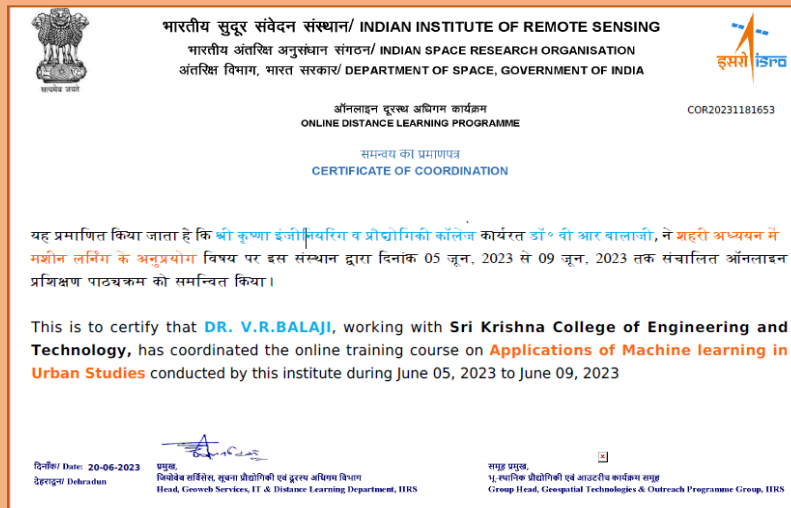 भारतीय सुदूर संवेदन संस्थान/ INDIAN INSTITUTE OF REMOTE SENSING
भारतीय अंतरिक्ष अनुसंधान संगठन/ INDIAN SPACE RESEARCH ORGANISATION
अंतरिक्ष विभाग, भारत सरकार/ DEPARTMENT OF SPACE, GOVERNMENT OF INDIA
सत्यमेव जयते
इसरो isro
ऑनलाइन दूरस्थ अधिगम कार्यक्रम
ONLINE DISTANCE LEARNING PROGRAMME
COR20231181653
समन्वय का प्रमाणपत्र
CERTIFICATE OF COORDINATION
यह प्रमाणित किया जाता है कि श्री कृष्णा इंजीनियरिंग व प्रौद्योगिकी कॉलेज कार्यरत डॉ॰ वी आर बालाजी, ने शहरी अध्ययन में
मशीन लर्निंग के अनुप्रयोग विषय पर इस संस्थान द्वारा दिनांक 05 जून, 2023 से 09 जून, 2023 तक संचालित ऑनलाइन
प्रशिक्षण पाठ्यक्रम को समन्वित किया।
This is to certify that DR. V.R.BALAJI, working with Sri Krishna College of Engineering and
Technology, has coordinated the online training course on Applications of Machine learning in
Urban Studies conducted by this institute during June 05, 2023 to June 09, 2023
दिनाँक/ Date: 20-06-2023
देहरादून/ Dehradun
प्रमुख,
जियोवेब सर्विसेस, सूचना प्रौद्योगिकी एवं दूरस्थ अधिगम विभाग
Head, Geoweb Services, IT & Distance Learning Department, IIRS
समूह प्रमुख,
भू-स्थानिक प्रौद्योगिकी एवं आउटरीच कार्यक्रम समूह
Group Head, Geospatial Technologies & Outreach Programme Group, IIRS